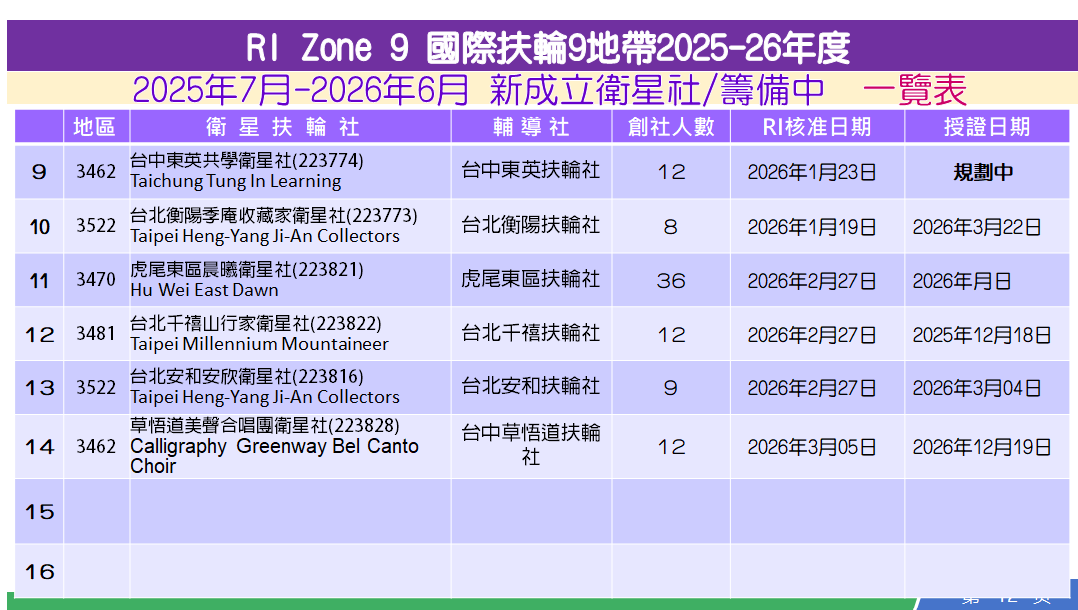 RI Zone 9 國際扶輪9地帶2025-26年度
2025年7月-2026年6月 新成立衛星社/籌備中 一覽表
地區 衛 星 扶 輪 社 輔 導 社 創社人數 RI核准日期 授證日期
9 3462 台中東英共學衛星社(223774) 台中東英扶輪社 12 2026年1月23日 規劃中
Taichung Tung In Learning
10 3522 台北衡陽季庵收藏家衛星社(223773) 台北衡陽扶輪社 8 2026年1月19日 2026年3月22日
Taipei Heng-Yang Ji-An Collectors
11 3470 虎尾東區晨曦衛星社(223821) 虎尾東區扶輪社 36 2026年2月27日 2026年月日
Hu Wei East Dawn
12 3481 台北千禧山行家衛星社(223822) 台北千禧扶輪社 12 2026年2月27日 2025年12月18日
Taipei Millennium Mountaineer
13 3522 台北安和安欣衛星社(223816) 台北安和扶輪社 9 2026年2月27日 2026年3月04日
Taipei Heng-Yang Ji-An Collectors
14 3462 草悟道美聲合唱團衛星社(223828) 台中草悟道扶輪社 12 2026年3月05日 2026年12月19日
Calligraphy Greenway Bel Canto
Choir
15
16
第 12 頁